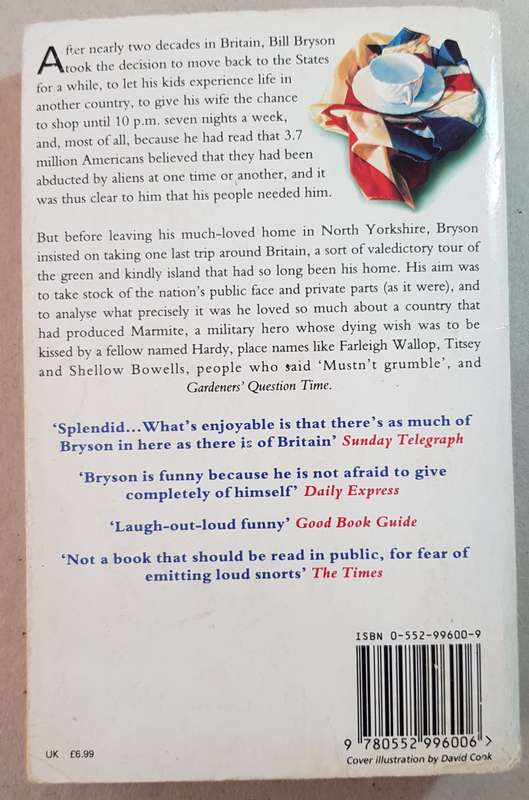 After nearly two decades in Britain, Bill Bryson
took the decision to move back to the States
for a while, to let his kids experience life in
another country, to give his wife the chance
to shop until 10 p.m. seven nights a week,
and, most of all, because he had read that 3.7
million Americans believed that they had been
abducted by aliens at one time or another, and it
was thus clear to him that his people needed him.
But before leaving his much-loved home in North Yorkshire, Bryson
insisted on taking one last trip around Britain, a sort of valedictory tour of
the green and kindly island that had so long been his home. His aim was
to take stock of the nation's public face and private parts (as it were), and
to analyse what precisely it was he loved so much about a country that
had produced Marmite, a military hero whose dying wish was to be
kissed by a fellow named Hardy, place names like Farleigh Wallop, Titsey
and Shellow Bowells, people who said 'Mustn't grumble', and
Gardeners' Question Time.
'Splendid...What's enjoyable is that there's as much of
Bryson in here as there is of Britain' Sunday Telegraph
'Bryson is funny because he is not afraid to give
completely of himself' Daily Express
'Laugh-out-loud funny' Good Book Guide
'Not a book that should be read in public, for fear of
emitting loud snorts' The Times
ISBN 0-552-99600-9
9 780552 996006 >
UK £6.99
Cover illustration by David Cook